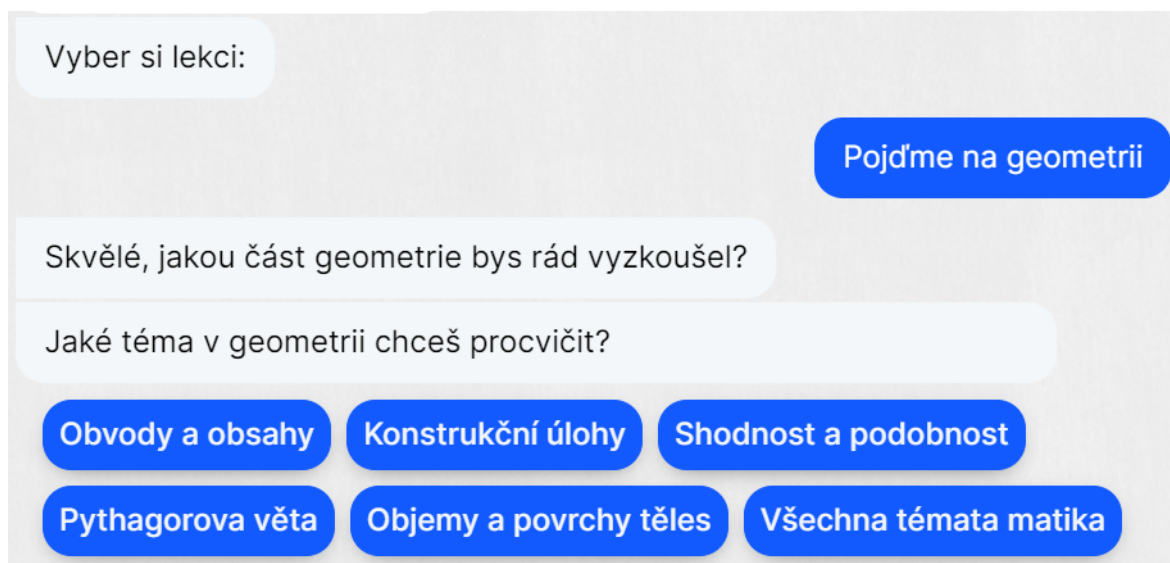 Vyber si lekci:
Pojďme na geometrii
Skvělé, jakou část geometrie bys rád vyzkoušel?
Jaké téma v geometrii chceš procvičit?
Obvody a obsahy Konstrukční úlohy Shodnost a podobnost
Pythagorova věta Objemy a povrchy těles Všechna témata matika